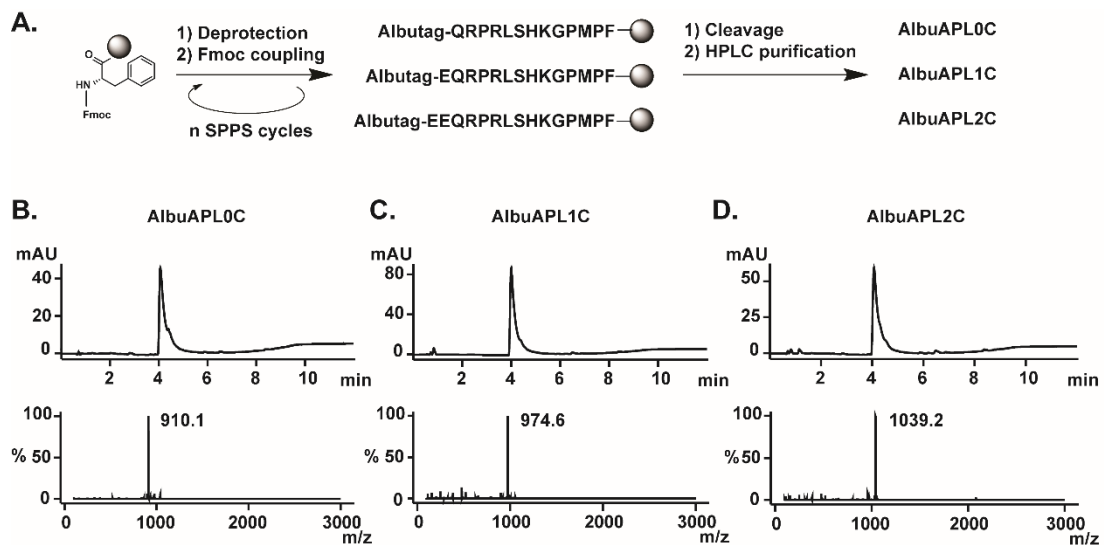 A.
1) Deprotection
2) Fmoc coupling
n SPPS cycles
O
HN
Fmoc
Albutag-QRPRLSHKGPMPF
Albutag-EQRPRLSHKGPMPF
Albutag-EEQRPRLSHKGPMPF
1) Cleavage
2) HPLC purification
AlbuAPL0C
AlbuAPL1C
AlbuAPL2C
B.
AlbuAPL0C
mAU
40
20
0
2 4 6 8 10 min
100
% 50
0
910.1
0 1000 2000 3000
m/z
C.
AlbuAPL1C
mAU
80
40
0
2 4 6 8 10 min
100
% 50
0
974.6
0 1000 2000 3000
m/z
D.
AlbuAPL2C
mAU
50
25
0
2 4 6 8 10 min
100
% 50
0
1039.2
0 1000 2000 3000
m/z